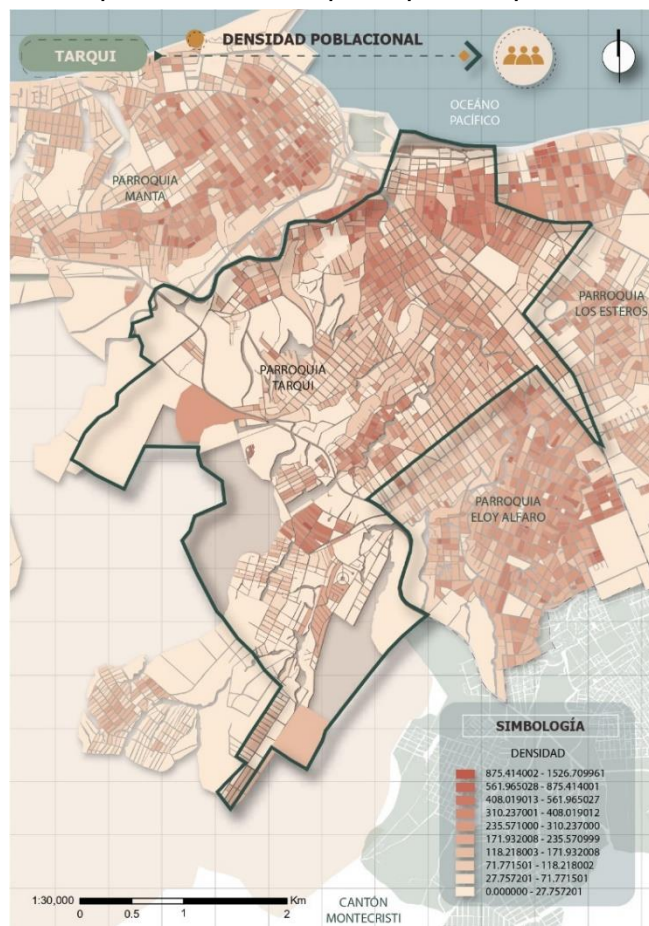 TARQUI
DENSIDAD POBLACIONAL
OCEÁNO
PACÍFICO
PARROQUIA
MANTA
PARROQUIA
LOS ESTEROS
PARROQUIA
TARQUI
PARROQUIA
ELOY ALFARO
SIMBOLOGÍA
DENSIDAD
875.414002 - 1526.709961
561.965028 - 875.414001
408.019013 - 561.965027
310.237001 - 408.019012
235.571000 - 310.237000
171.932008 - 235.570999
118.218003 - 171.932008
71.771501 - 118.218002
27.757201 - 71.771501
0.000000 - 27.757201
1:30,000
Km
0 0.5 1 2
CANTÓN
MONTECRISTI